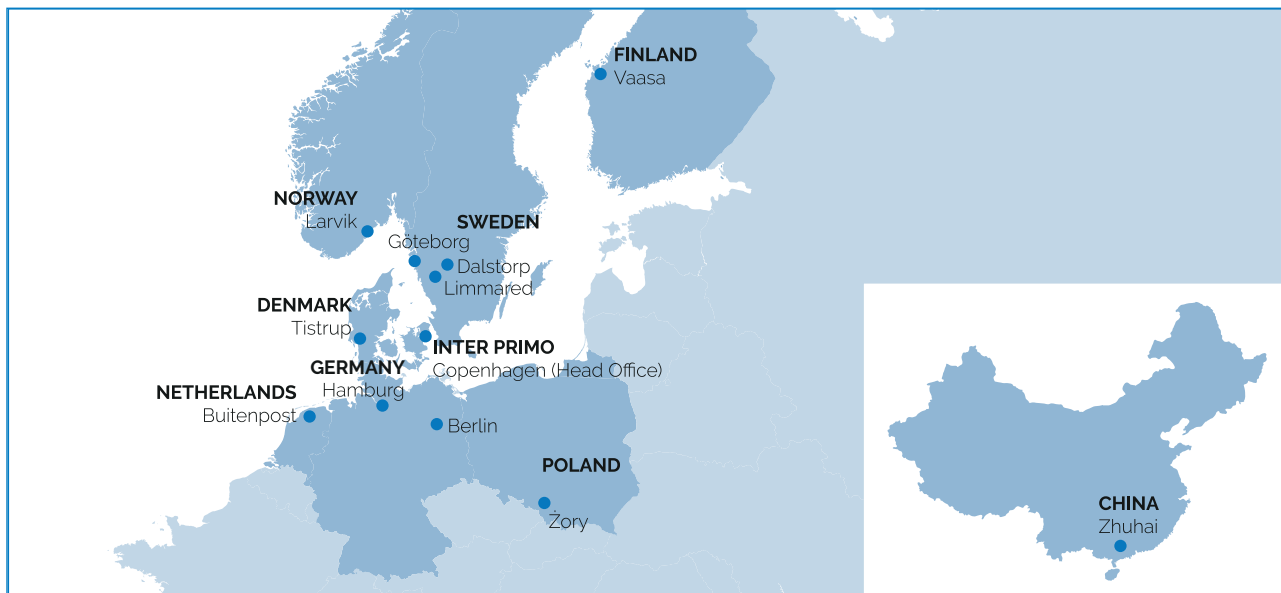 FINLAND
Vaasa
NORWAY
Larvik
SWEDEN
Göteborg
Dalstorp
Limmared
DENMARK
Tistrup
INTER PRIMO
Copenhagen (Head Office)
GERMANY
Hamburg
NETHERLANDS
Buitenpost
Berlin
POLAND
Żory
CHINA
Zhuhai